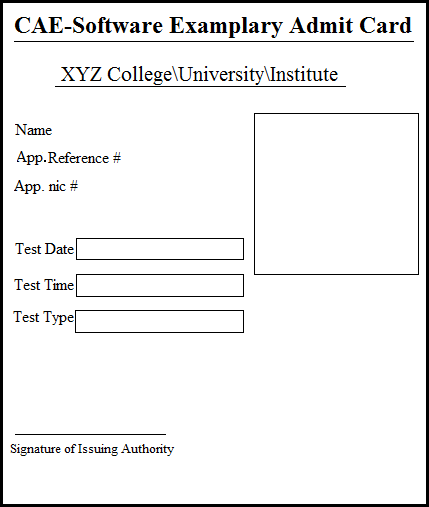 CAE-Software Examplary Admit Card
XYZ College\University\Institute
Name
App.Reference #
App. nic #
Test Date
Test Time
Test Type
Signature of Issuing Authority